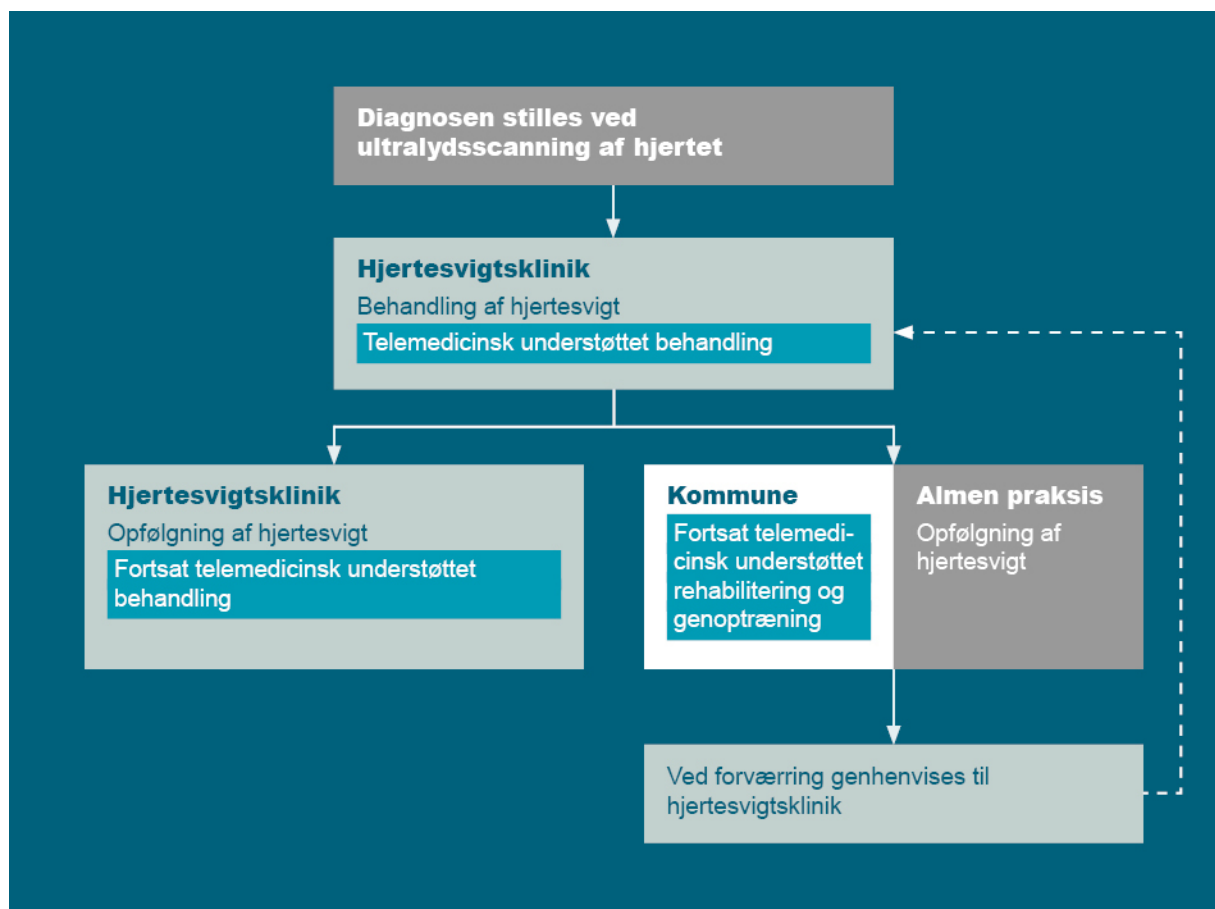 Diagnosen stilles ved
ultralydsscanning af hjertet
Hjertesvigtsklinik
Behandling af hjertesvigt
Telemedicinsk understøttet behandling
Hjertesvigtsklinik
Opfølgning af hjertesvigt
Fortsat telemedicinsk understøttet
behandling
Kommune
Fortsat telemedi-
cinsk understøttet
rehabilitering og
genoptræning
Almen praksis
Opfølgning af
hjertesvigt
Ved forværring genhenvises til
hjertesvigtsklinik